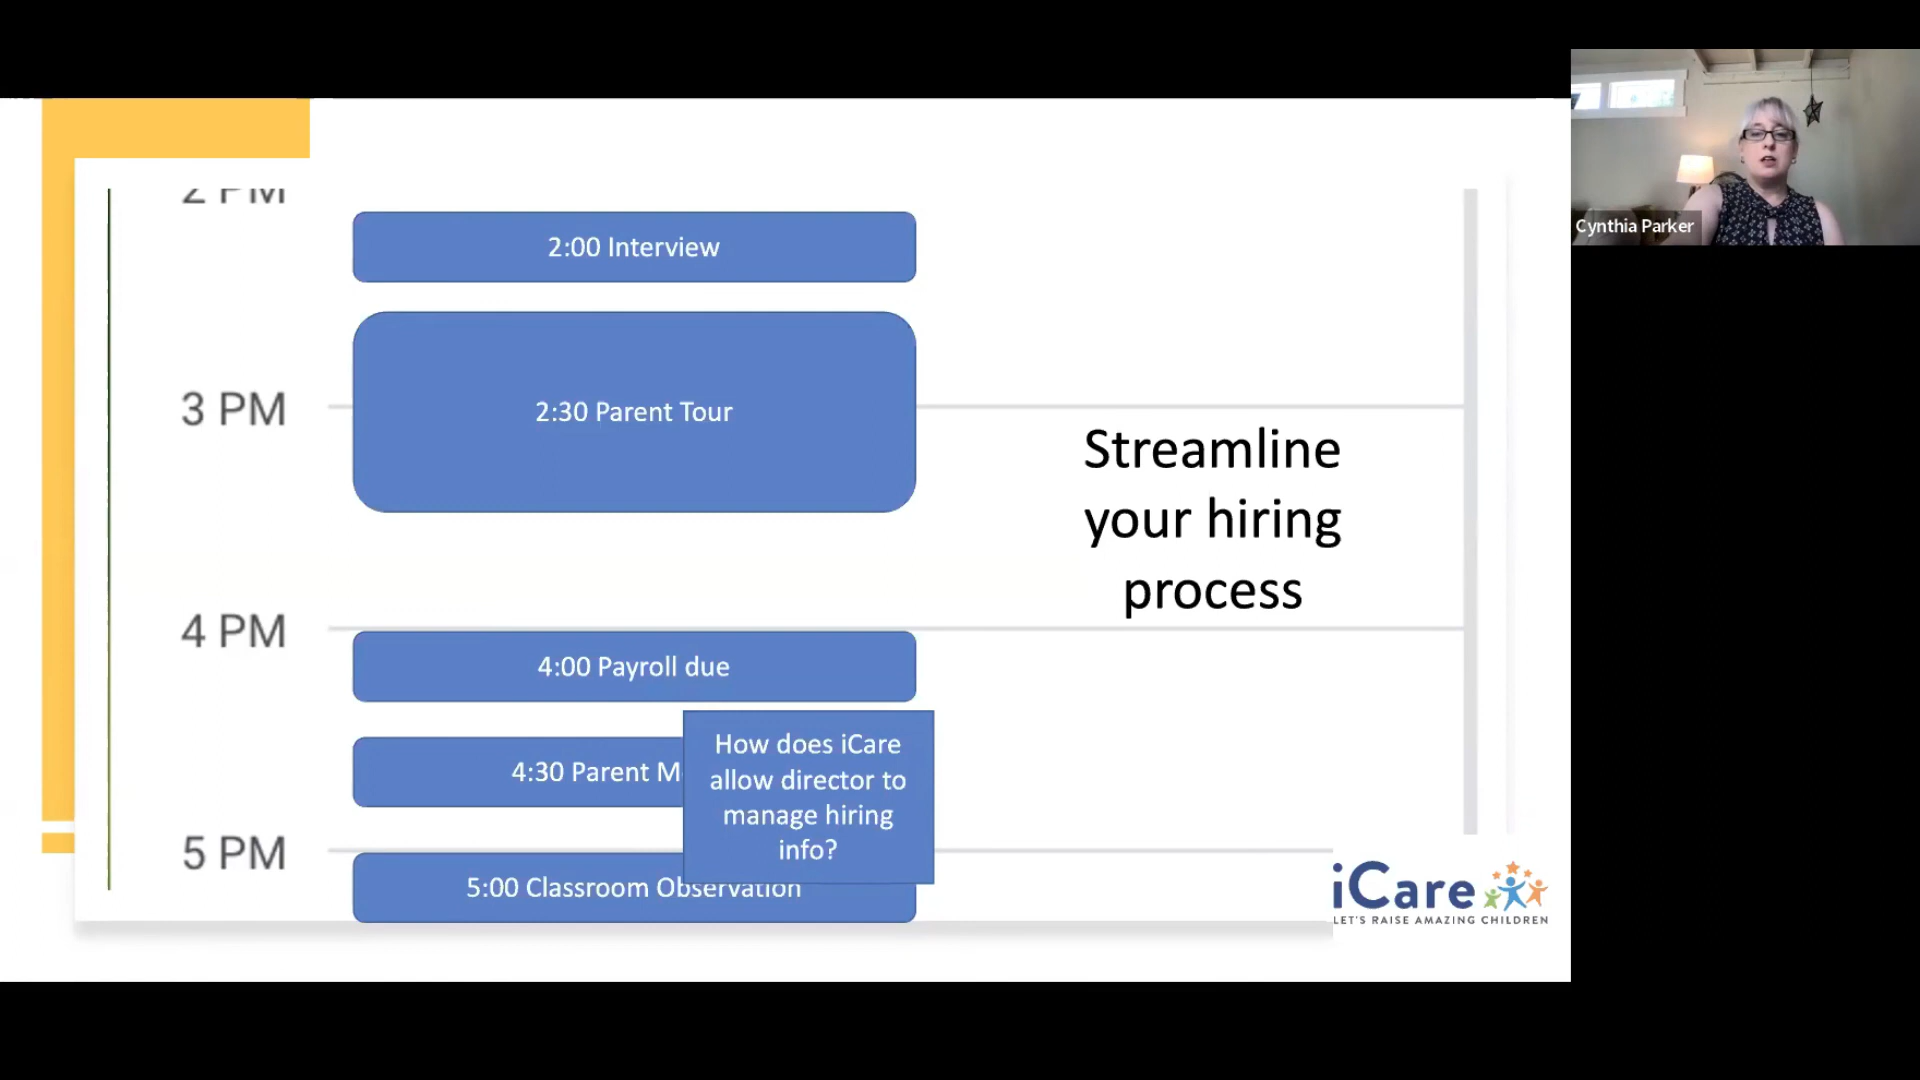 2 PM
2:00 Interview
2:30 Parent Tour
3 PM
Streamline
your hiring
process
4 PM
4:00 Payroll due
4:30 Parent M
How does iCare
allow director to
manage hiring
info?
5 PM
5:00 Classroom Observation
iCare
LET'S RAISE AMAZING CHILDREN
Cynthia Parker